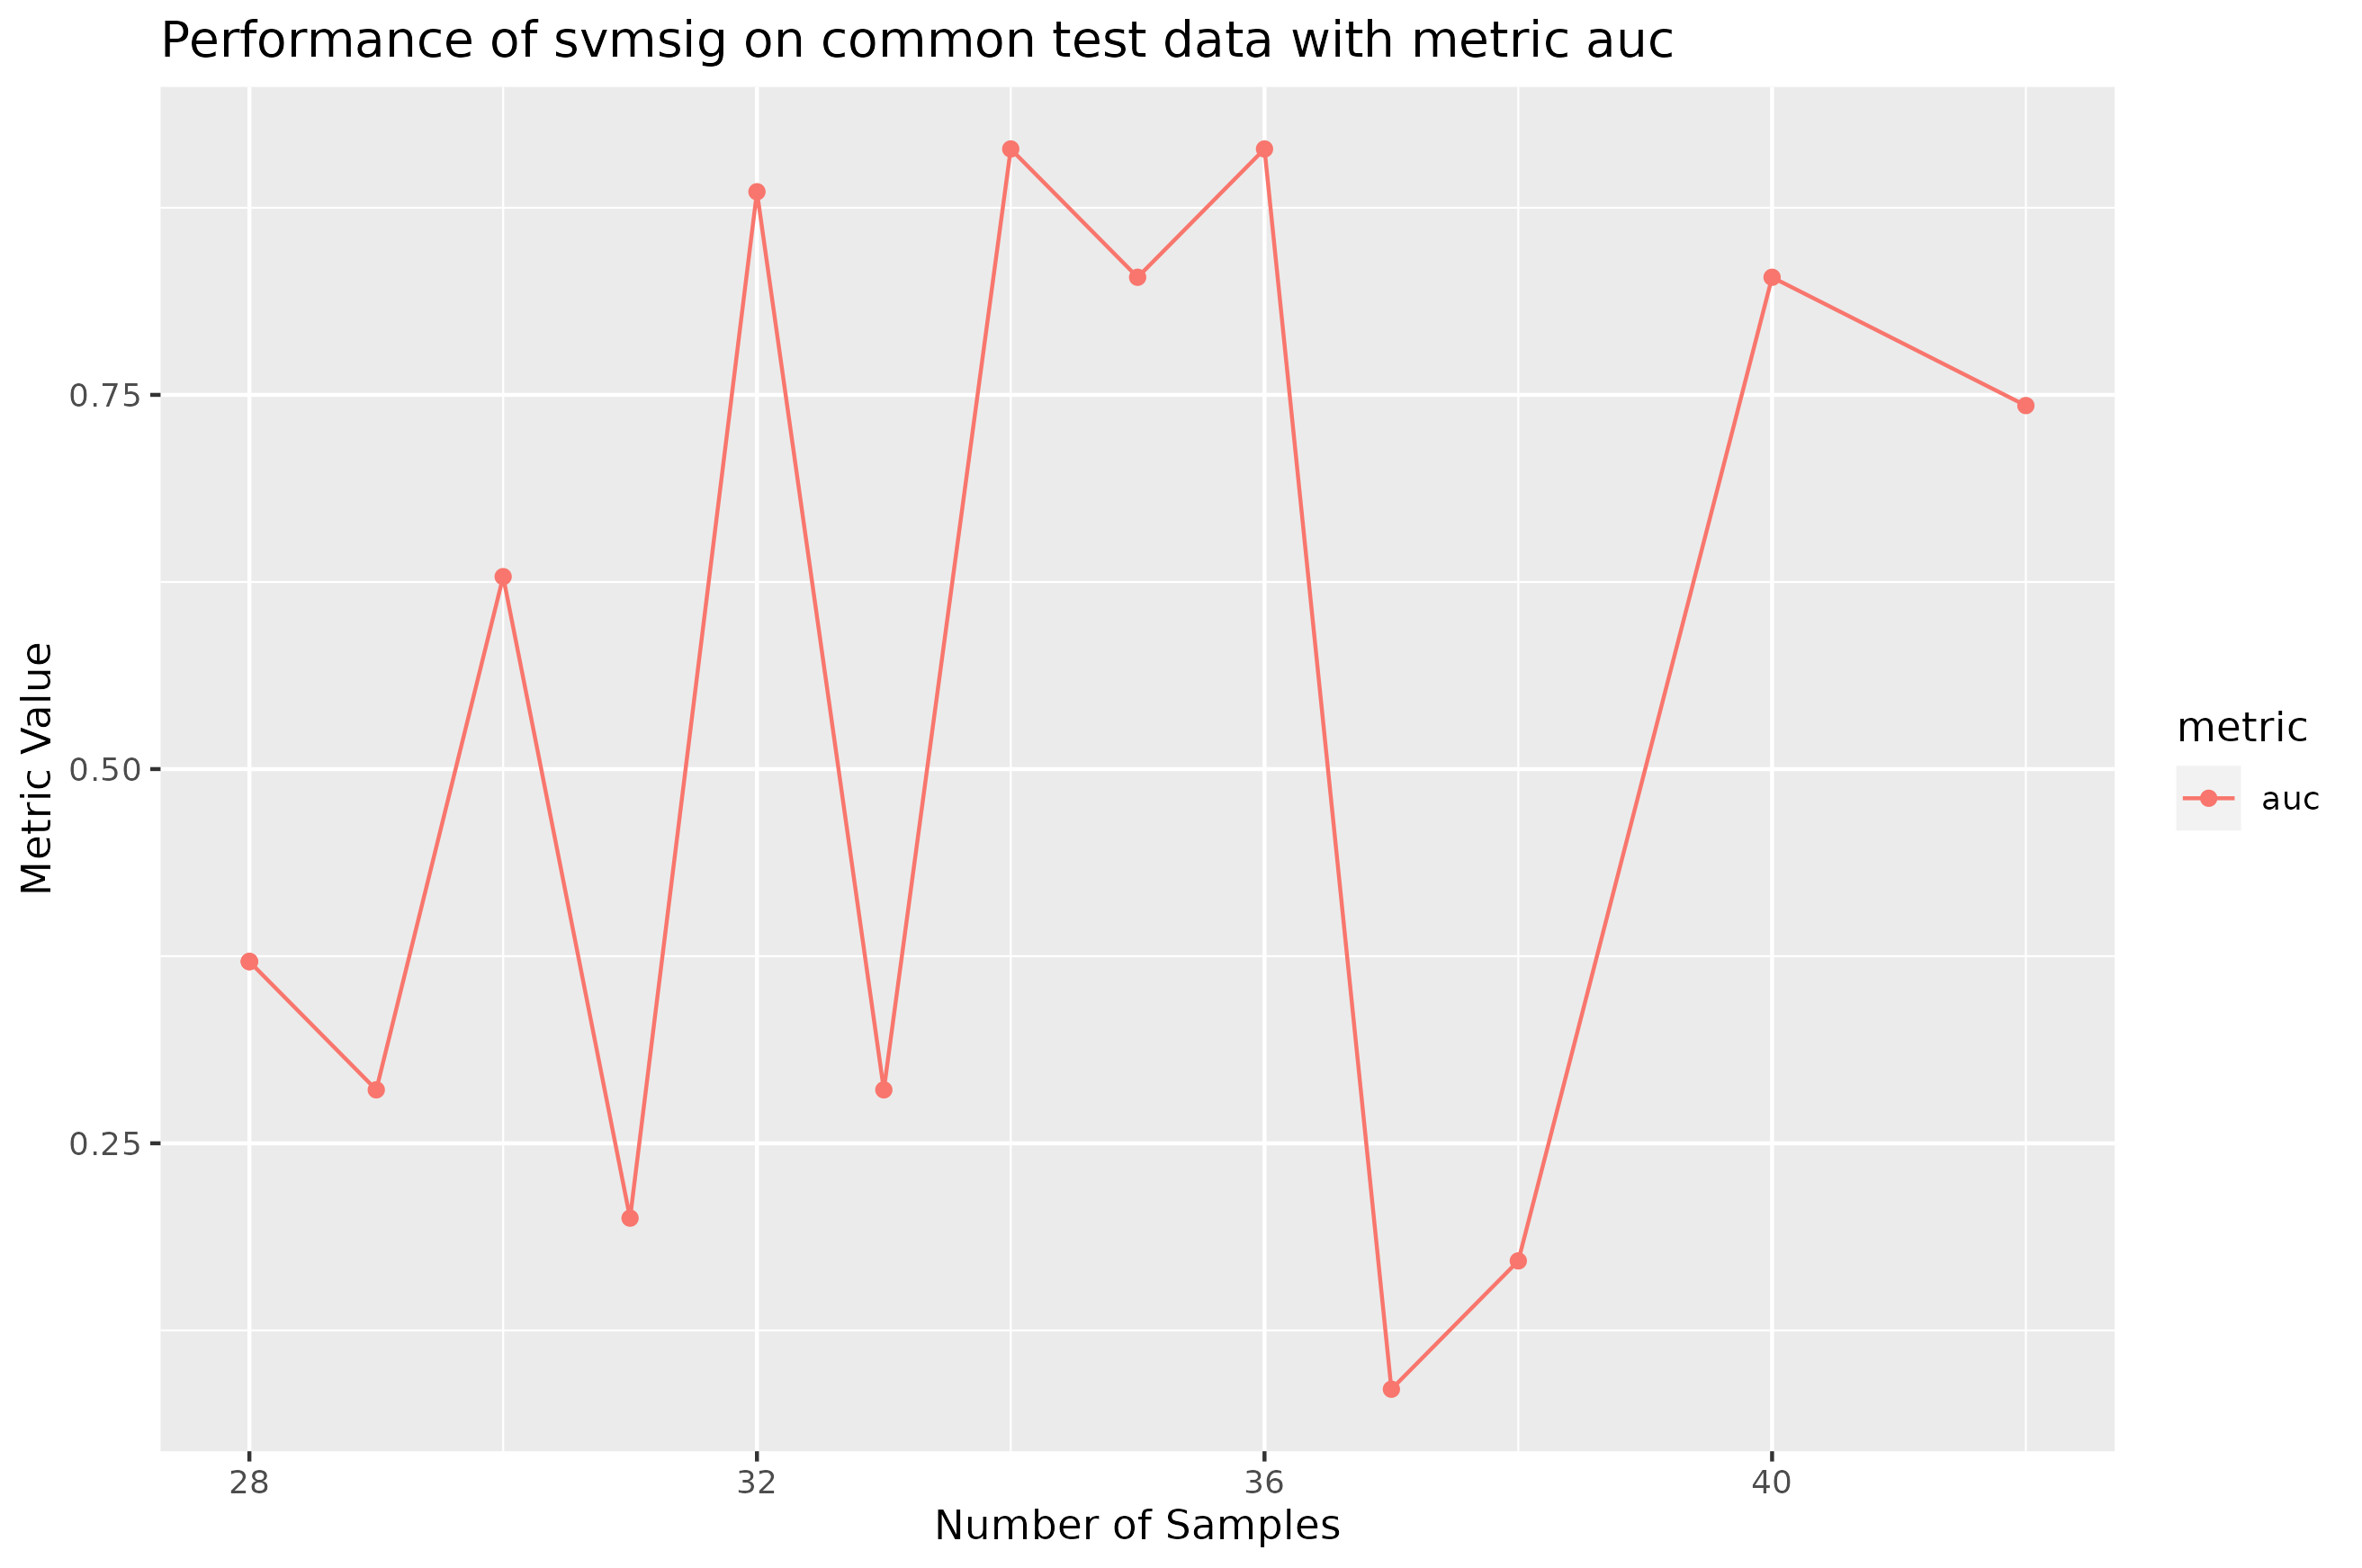 Performance of svmsig on common test data with metric auc
Metric Value
0.75
0.50
0.25
28
32
36
40
Number of Samples
metric
auc